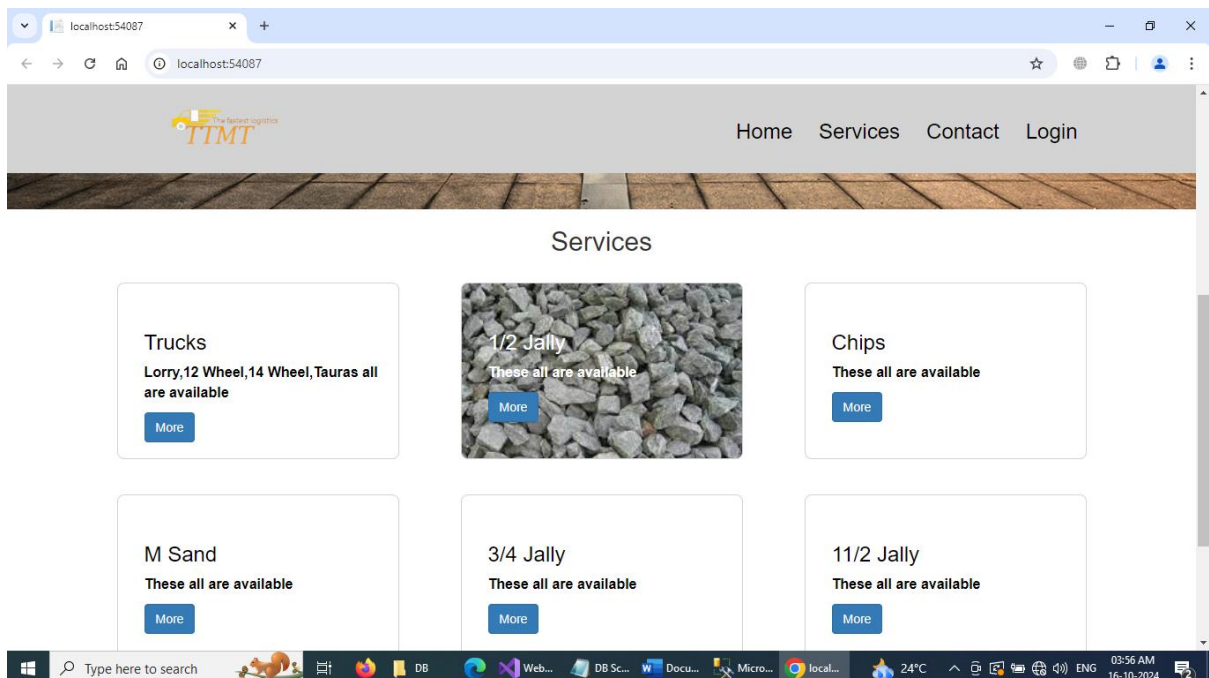 localhost:54087
localhost:54087
The fastest logistics
TTMT
Home Services Contact Login
Services
Trucks
Lorry,12 Wheel,14 Wheel,Tauras all
are available
More
1/2 Jally
These all are available
More
Chips
These all are available
More
M Sand
These all are available
More
3/4 Jally
These all are available
More
11/2 Jally
These all are available
More
Type here to search
DB
Web...
DB Sc...
Docu...
Micro...
local...
24°C
ENG
03:56 AM
16-10-2024
2